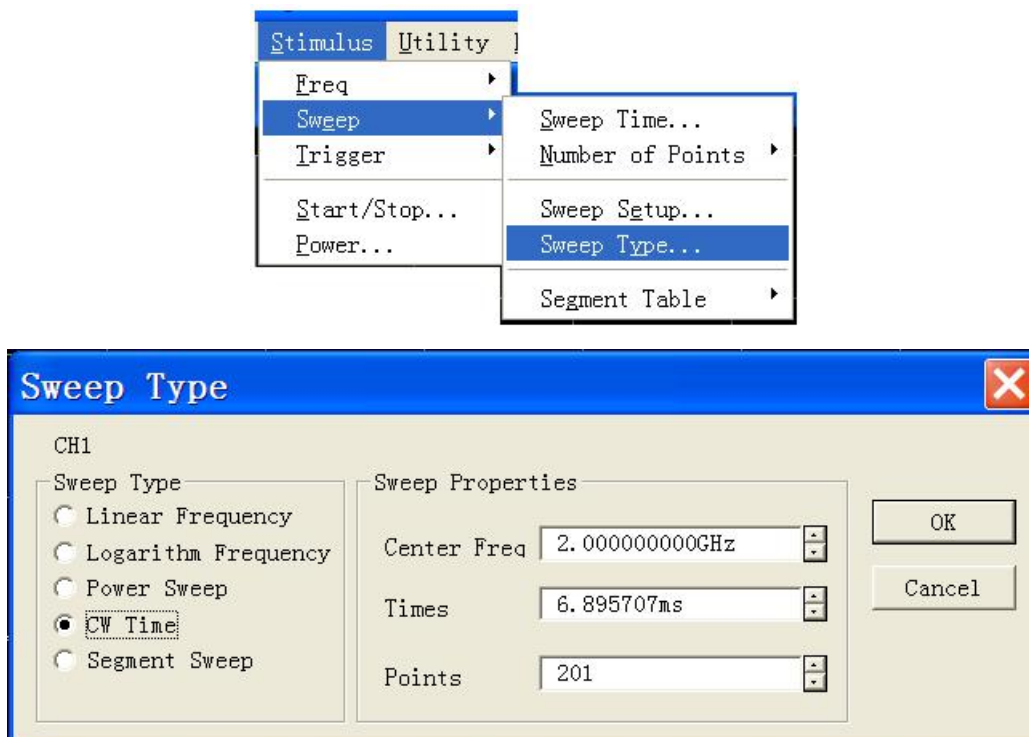 Stimulus Utility
Freq
Sweep
Trigger
Start/Stop...
Power...
Sweep Time...
Number of Points
Sweep Setup...
Sweep Type...
Segment Table
Sweep Type
CH1
Sweep Type
Linear Frequency
Logarithm Frequency
Power Sweep
CW Time
Segment Sweep
Sweep Properties
Center Freq 2.000000000GHz
Times 6.895707ms
Points 201
OK
Cancel